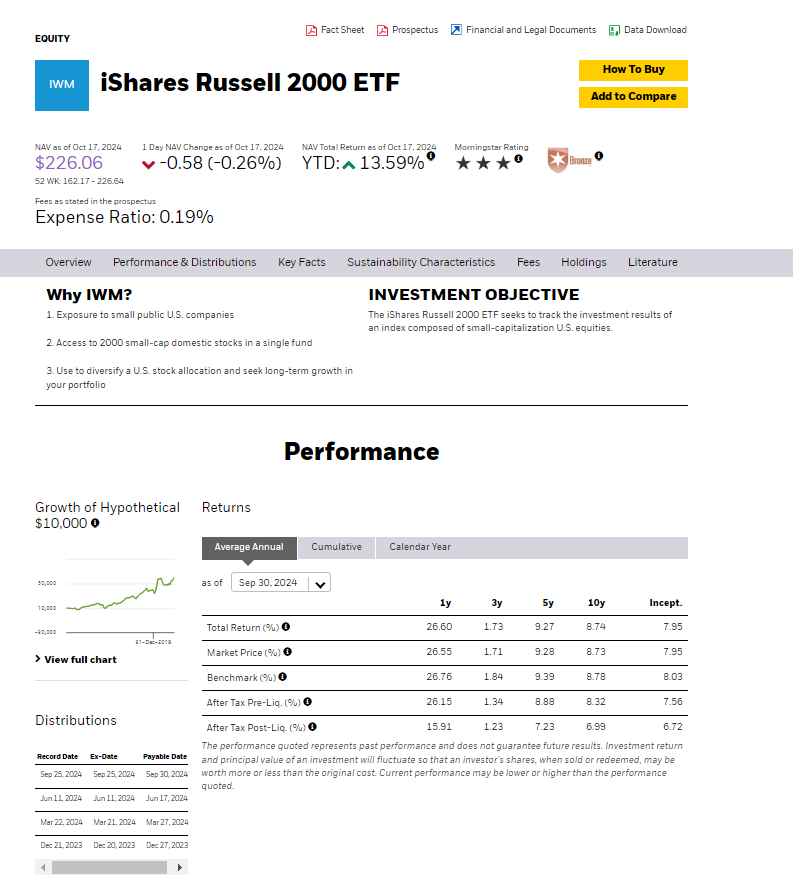 EQUITY
Fact Sheet Prospectus Financial and Legal Documents Data Download
IWM
iShares Russell 2000 ETF
How To Buy
Add to Compare
NAV as of Oct 17, 2024 1 Day NAV Change as of Oct 17, 2024 NAV Total Return as of Oct 17, 2024 Morningstar Rating
$226.06 -0.58 (-0.26%) YTD: 13.59% Bronze
52 WK: 162.17 - 226.64
Fees as stated in the prospectus
Expense Ratio: 0.19%
Overview Performance & Distributions Key Facts Sustainability Characteristics Fees Holdings Literature
Why IWM?
1. Exposure to small public U.S. companies
2. Access to 2000 small-cap domestic stocks in a single fund
3. Use to diversify a U.S. stock allocation and seek long-term growth in
your portfolio
INVESTMENT OBJECTIVE
The iShares Russell 2000 ETF seeks to track the investment results of
an index composed of small-capitalization U.S. equities.
Performance
Growth of Hypothetical
$10,000
50,000
10,000
-30,000
31-Dec-2019
View full chart
Distributions
Record Date Ex-Date Payable Date
Sep 25, 2024 Sep 25, 2024 Sep 30, 2024
Jun 11, 2024 Jun 11, 2024 Jun 17, 2024
Mar 22, 2024 Mar 21, 2024 Mar 27, 2024
Dec 21, 2023 Dec 20, 2023 Dec 27, 2023
Returns
Average Annual Cumulative Calendar Year
as of Sep 30, 2024
1y 3y 5y 10y Incept.
Total Return (%) 26.60 1.73 9.27 8.74 7.95
Market Price (%) 26.55 1.71 9.28 8.73 7.95
Benchmark (%) 26.76 1.84 9.39 8.78 8.03
After Tax Pre-Liq. (%) 26.15 1.34 8.88 8.32 7.56
After Tax Post-Liq. (%) 15.91 1.23 7.23 6.99 6.72
The performance quoted represents past performance and does not guarantee future results. Investment return
and principal value of an investment will fluctuate so that an investor's shares, when sold or redeemed, may be
worth more or less than the original cost. Current performance may be lower or higher than the performance
quoted.